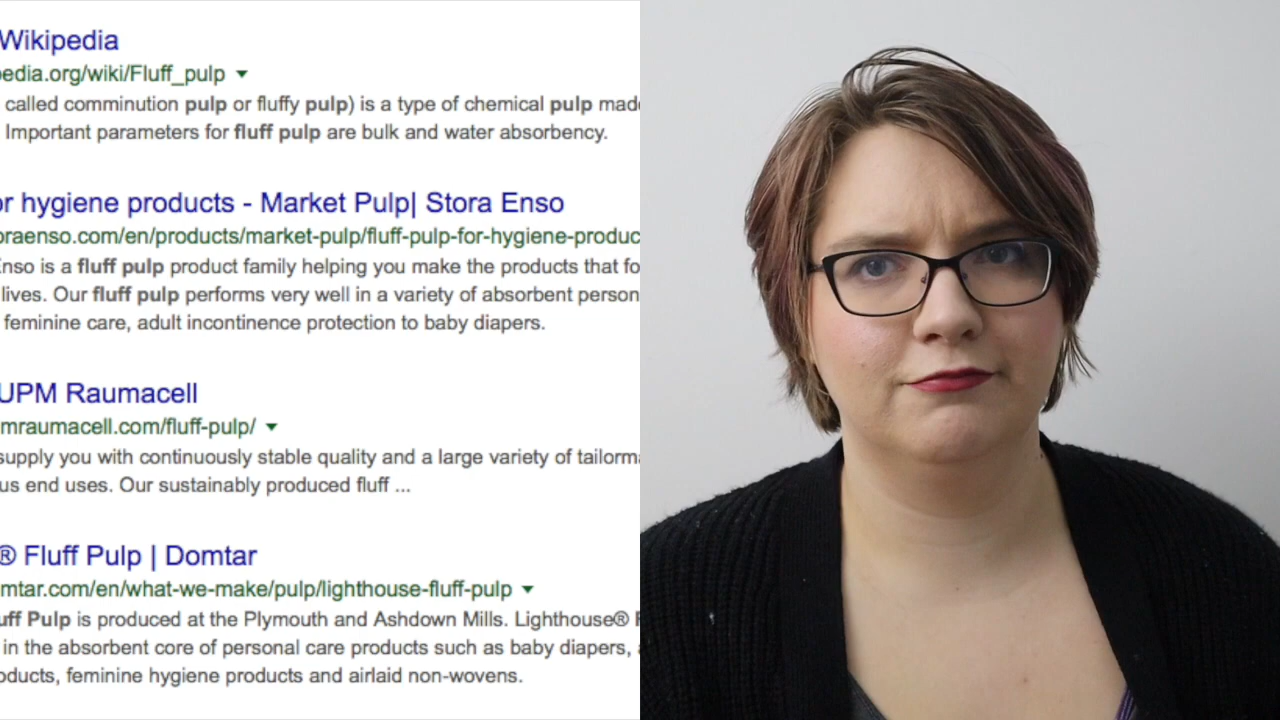 Wikipedia
pedia.org/wiki/Fluff_pulp
called comminution pulp or fluffy pulp) is a type of chemical pulp made
Important parameters for fluff pulp are bulk and water absorbency.
or hygiene products - Market Pulp| Stora Enso
oraenso.com/en/products/market-pulp/fluff-pulp-for-hygiene-produc
Enso is a fluff pulp product family helping you make the products that fo
lives. Our fluff pulp performs very well in a variety of absorbent person
feminine care, adult incontinence protection to baby diapers.
UPM Raumacell
mraumacell.com/fluff-pulp/
supply you with continuously stable quality and a large variety of tailorma
us end uses. Our sustainably produced fluff ...
® Fluff Pulp | Domtar
omtar.com/en/what-we-make/pulp/lighthouse-fluff-pulp
uff Pulp is produced at the Plymouth and Ashdown Mills. Lighthouse® F
in the absorbent core of personal care products such as baby diapers, a
oducts, feminine hygiene products and airlaid non-wovens.